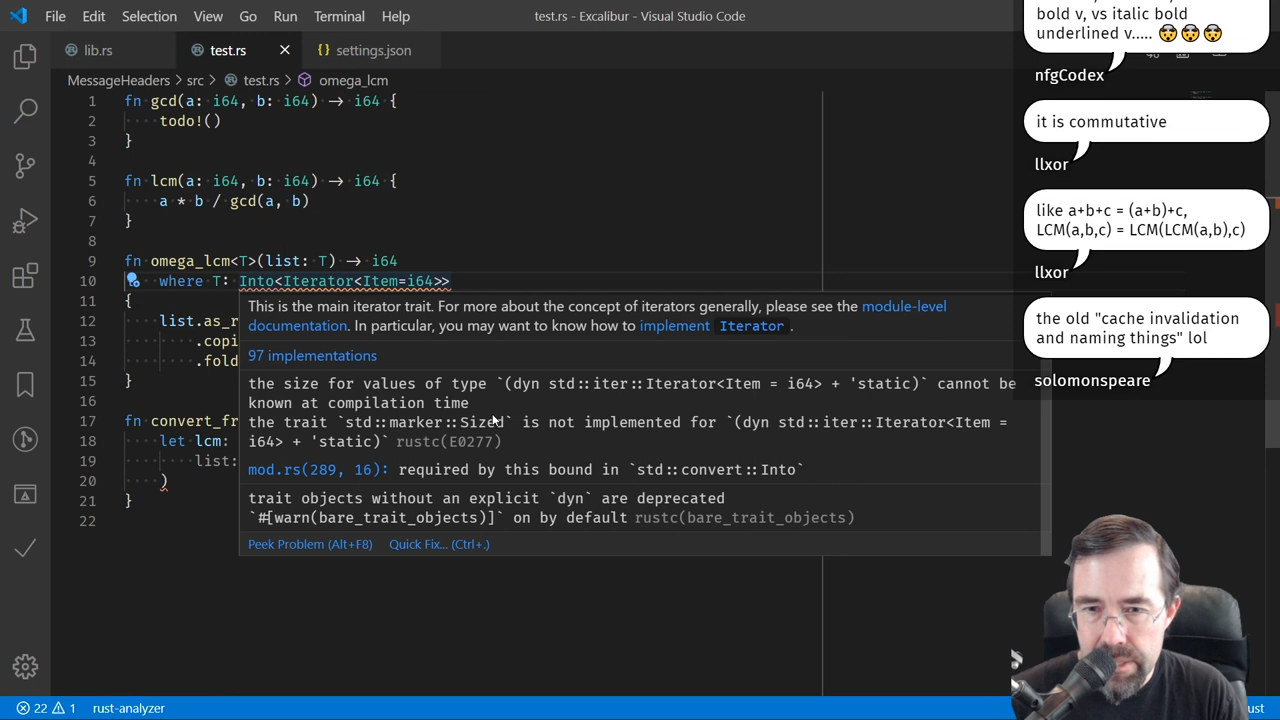 File Edit Selection View Go Run Terminal Help
test.rs - Excalibur - Visual Studio Code
lib.rs
test.rs
settings.json
MessageHeaders > src > test.rs > omega_lcm
1 fn gcd(a: i64, b: i64) → i64 {
2 ····todo!()
3 }
4
5 fn lcm(a: i64, b: i64) → i64 {
6 ····a * b / gcd(a, b)
7 }
8
9 fn omega_lcm<T>(list: T) → i64
10 ····where T: Into<Iterator<Item=i64>>
11 {
12 ····list.as_r
13 ········.copi
14 ········.fold
15 }
16
17 fn convert_fr
18 ····let lcm:
19 ········list:
20 ····)
21 }
22
This is the main iterator trait. For more about the concept of iterators generally, please see the module-level
documentation. In particular, you may want to know how to implement Iterator.
97 implementations
the size for values of type `(dyn std::iter::Iterator<Item = i64> + 'static)` cannot be
known at compilation time
the trait `std::marker::Sized` is not implemented for `(dyn std::iter::Iterator<Item =
i64> + 'static)` rustc(E0277)
mod.rs(289, 16): required by this bound in `std::convert::Into`
trait objects without an explicit `dyn` are deprecated
`#[warn(bare_trait_objects)]` on by default rustc(bare_trait_objects)
Peek Problem (Alt+F8) Quick Fix... (Ctrl+.)
bold v, vs italic bold
underlined v..... 🤯 🤯 🤯
nfgCodex
it is commutative
llxor
like a+b+c = (a+b)+c,
LCM(a,b,c) = LCM(LCM(a,b),c)
llxor
the old "cache invalidation
and naming things" lol
solomonspeare
22 1 rust-analyzer